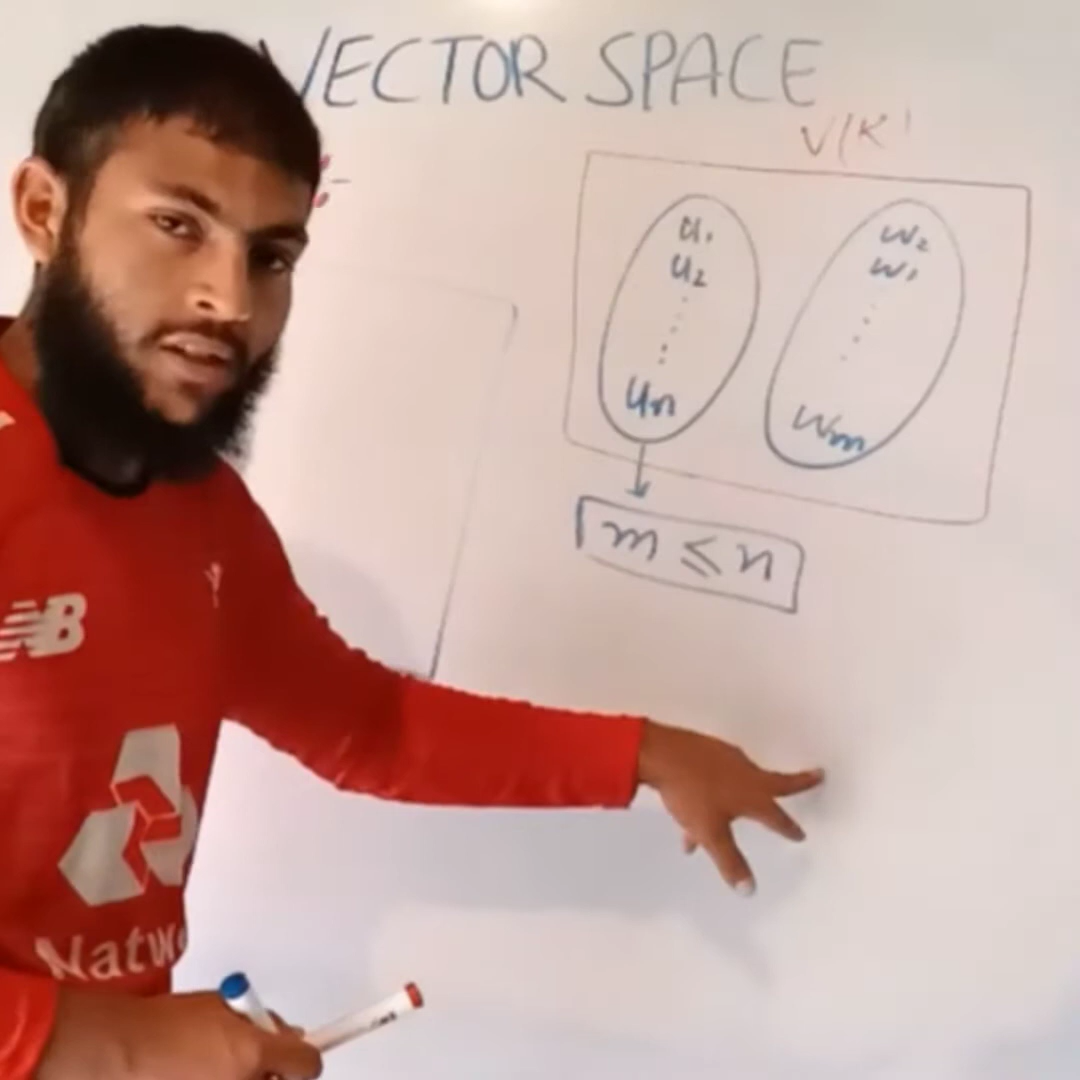 VECTOR SPACE
V/K
u₁
u₂
uₙ
w₂
w₁
wₘ
m ≤ n
NB
Natw